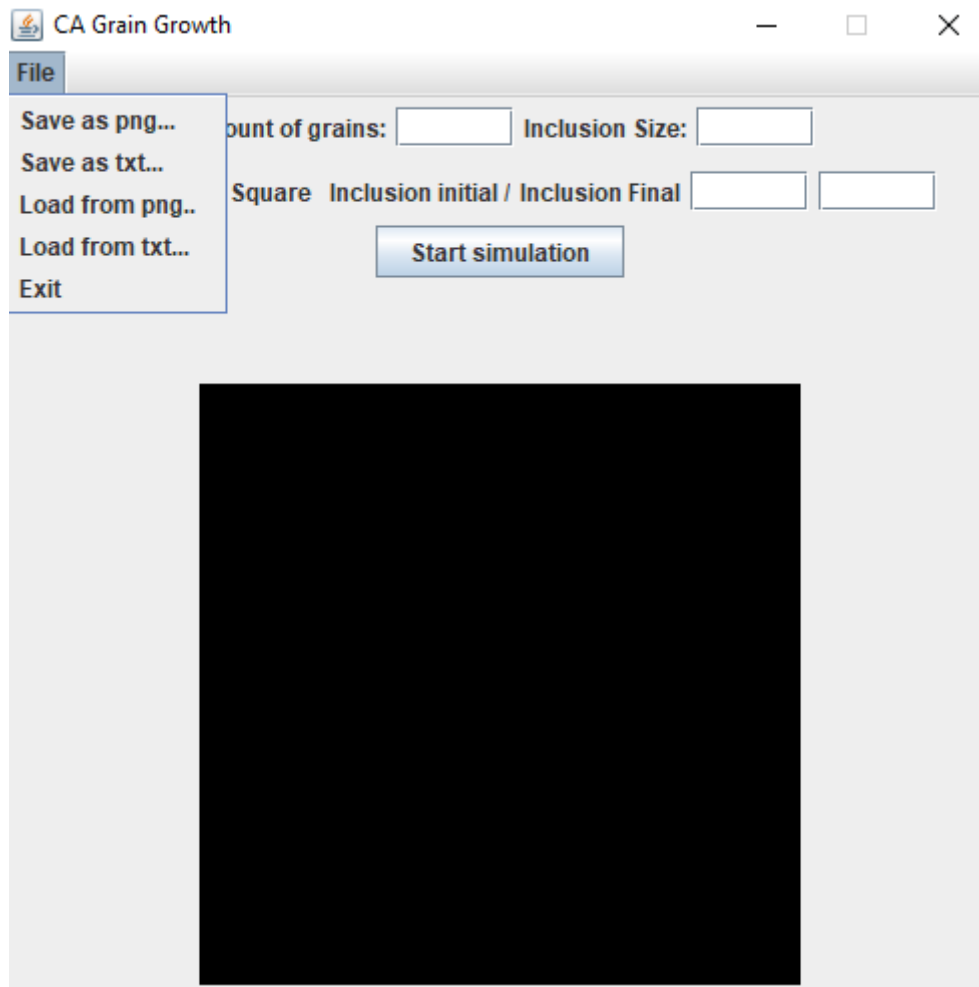 CA Grain Growth
File
Save as png...
Save as txt...
Load from png..
Load from txt...
Exit
ount of grains: Inclusion Size:
Square Inclusion initial / Inclusion Final
Start simulation